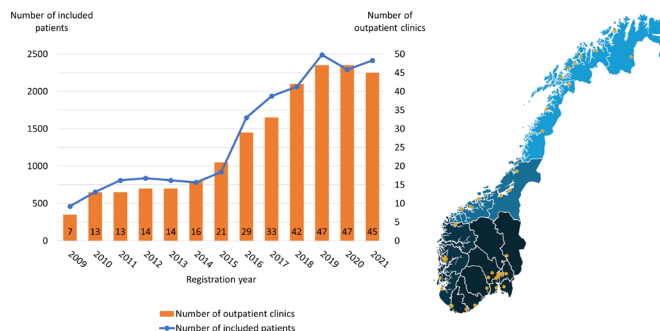 Number of included
patients
Number of
outpatient clinics
2500
2000
1500
1000
500
0
50
45
40
35
30
25
20
15
10
5
0
7 13 13 14 14 16 21 29 33 42 47 47 45
2009 2010 2011 2012 2013 2014 2015 2016 2017 2018 2019 2020 2021
Registration year
Number of outpatient clinics
Number of included patients